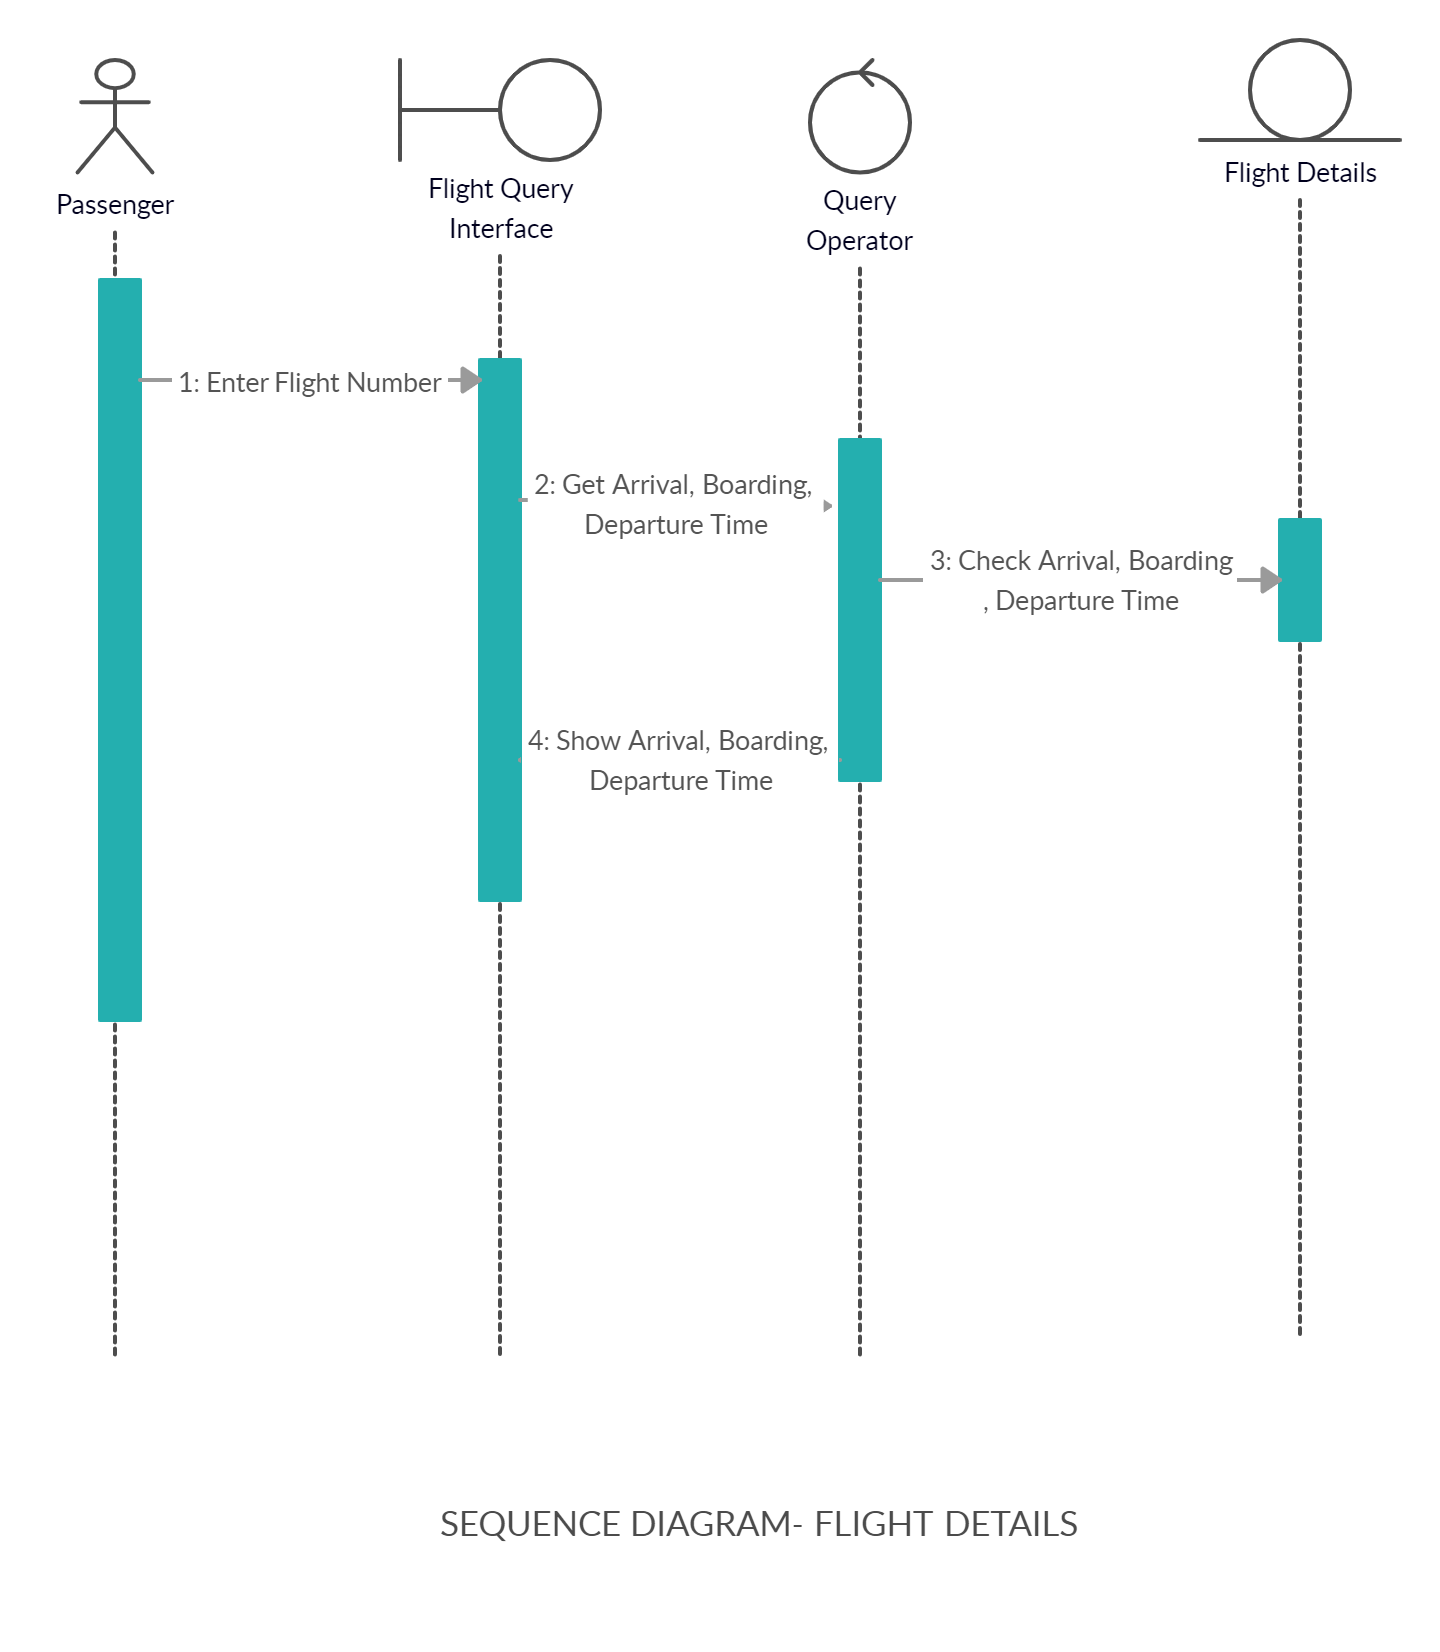 Passenger
Flight Query
Interface
Query
Operator
Flight Details
1: Enter Flight Number
2: Get Arrival, Boarding,
Departure Time
3: Check Arrival, Boarding
, Departure Time
4: Show Arrival, Boarding,
Departure Time
SEQUENCE DIAGRAM- FLIGHT DETAILS